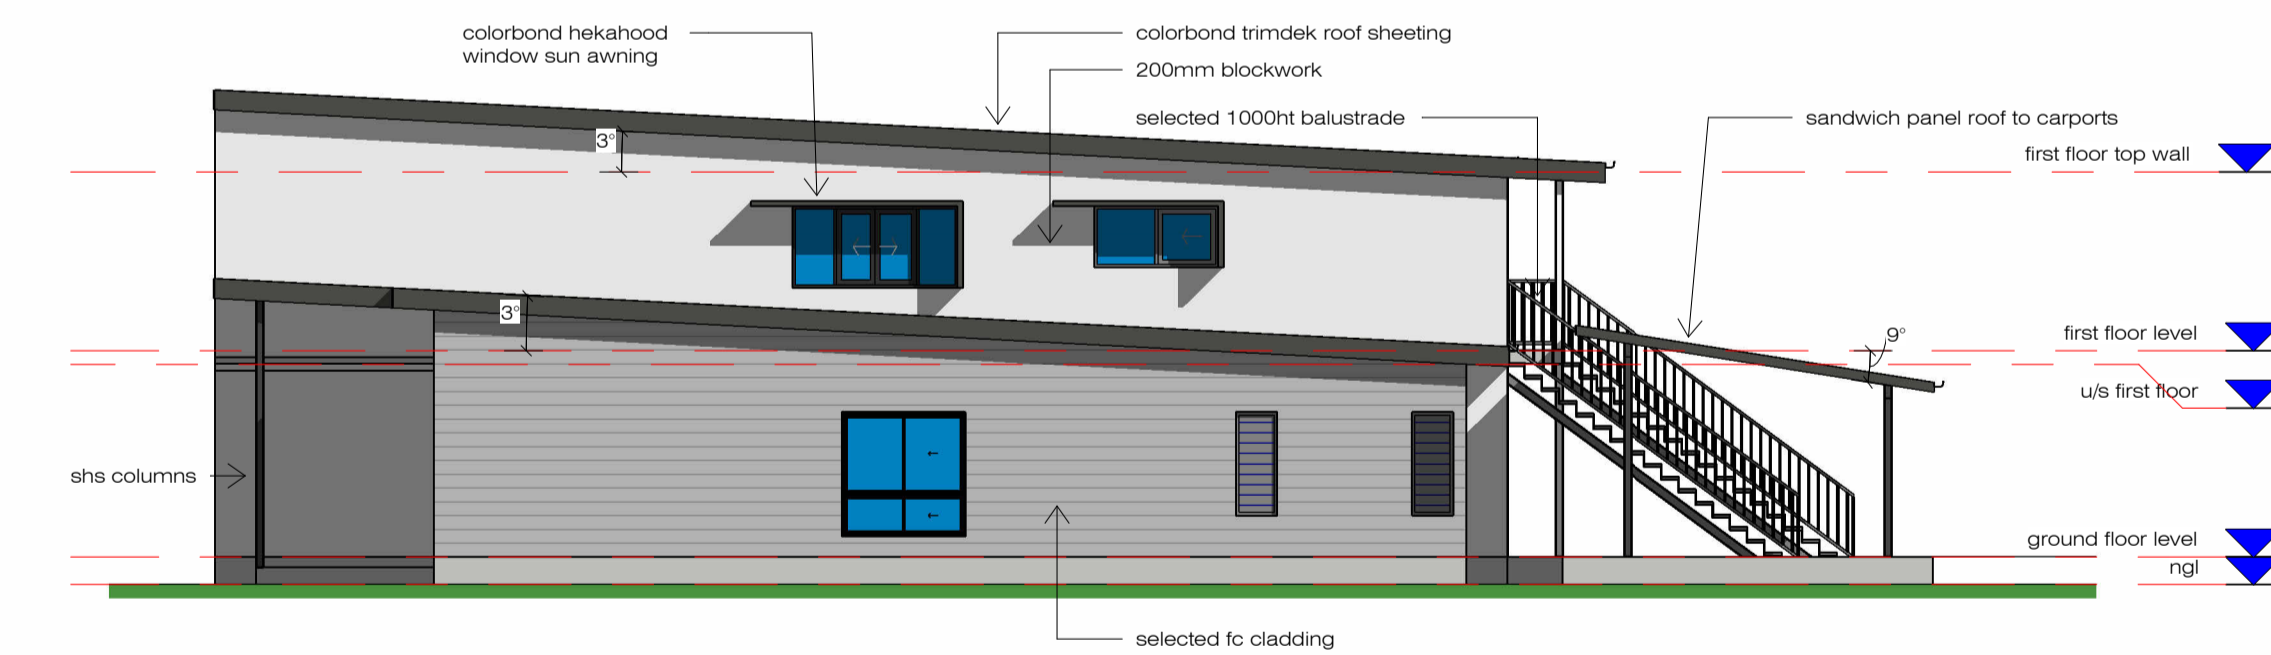 colorbond hekahood
window sun awning
colorbond trimdek roof sheeting
200mm blockwork
selected 1000ht balustrade
sandwich panel roof to carports
3°
first floor top wall
3°
first floor level
9°
u/s first floor
shs columns
ground floor level
ngl
selected fc cladding